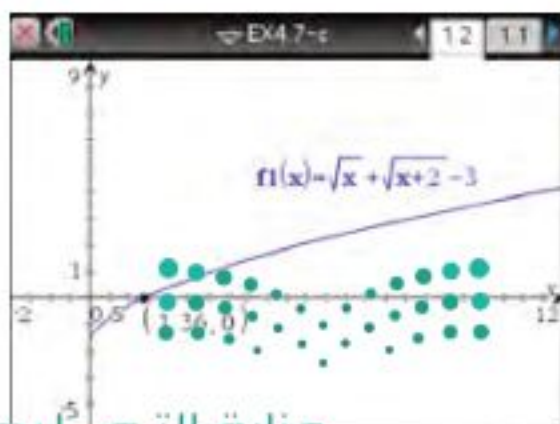 EX4.7-c 1.2 1.1
9 y
f1(x)=√x+√x+2-3
1 x
-2 0.5 (1.36,0) 12
-5